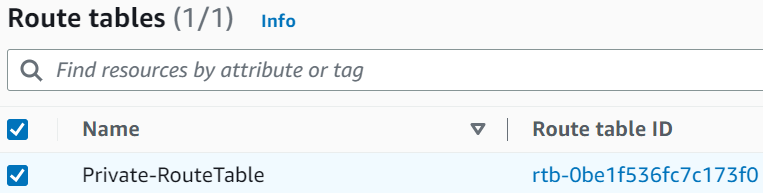 Route tables (1/1) Info
Find resources by attribute or tag
Name Route table ID
Private-RouteTable rtb-0be1f536fc7c173f0